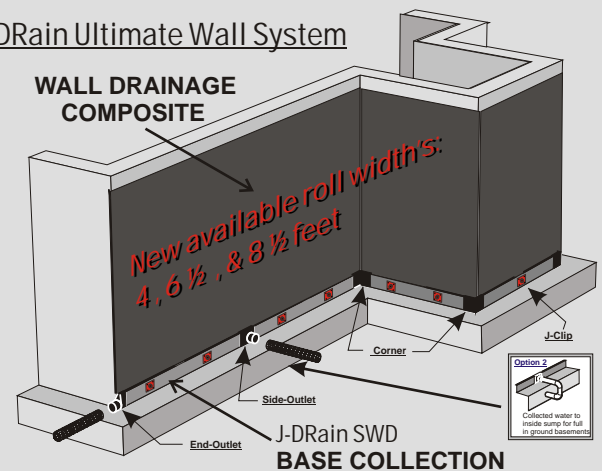 DRain Ultimate Wall System
WALL DRAINAGE
COMPOSITE
New available roll width's:
4 , 6 ½ , & 8 ½ feet
J-Clip
Corner
Option 2
Collected water to
inside sump for full
in ground basements
Side-Outlet
End-Outlet
J-DRain SWD
BASE COLLECTION